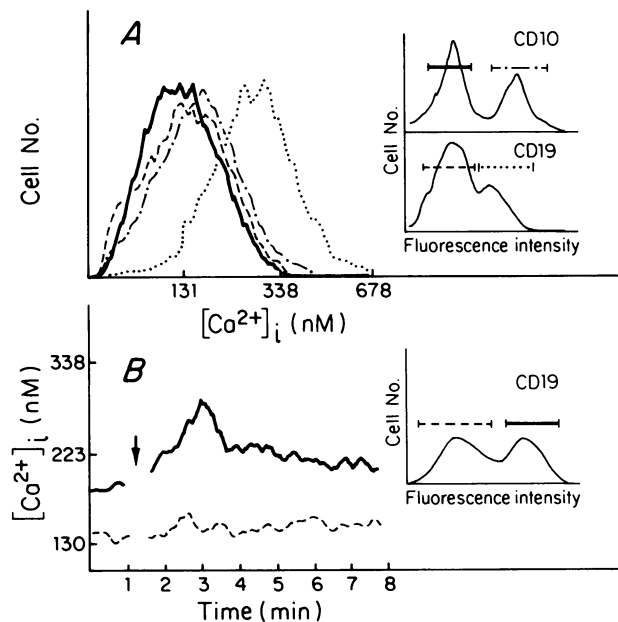 A
Cell No.
131
338
678
[Ca2+]i (nM)
CD10
CD19
Cell No.
Fluorescence intensity
B
338
223
130
[Ca2+]i (nM)
1 2 3 4 5 6 7 8
Time (min)
CD19
Cell No.
Fluorescence intensity